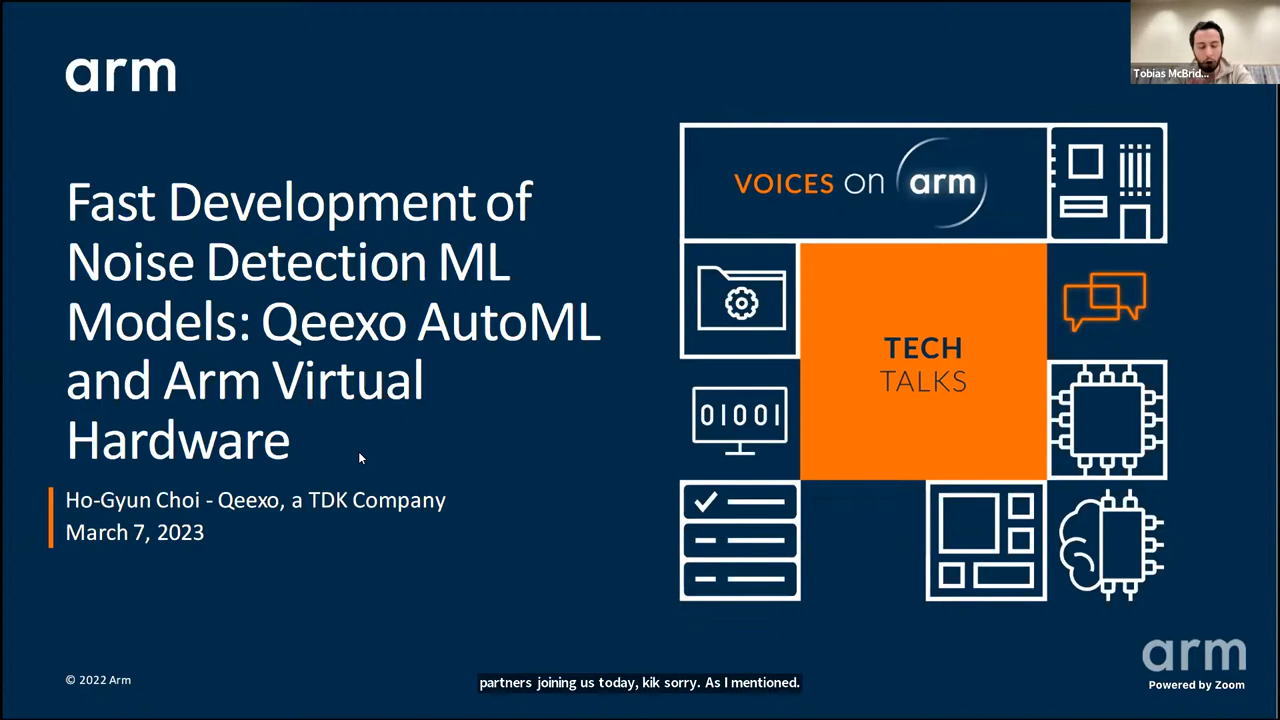 arm
Tobias McBrid...
Fast Development of
Noise Detection ML
Models: Qeexo AutoML
and Arm Virtual
Hardware
Ho-Gyun Choi - Qeexo, a TDK Company
March 7, 2023
VOICES on arm
TECH
TALKS
01001
© 2022 Arm
partners joining us today, kik sorry. As I mentioned.
arm
Powered by Zoom